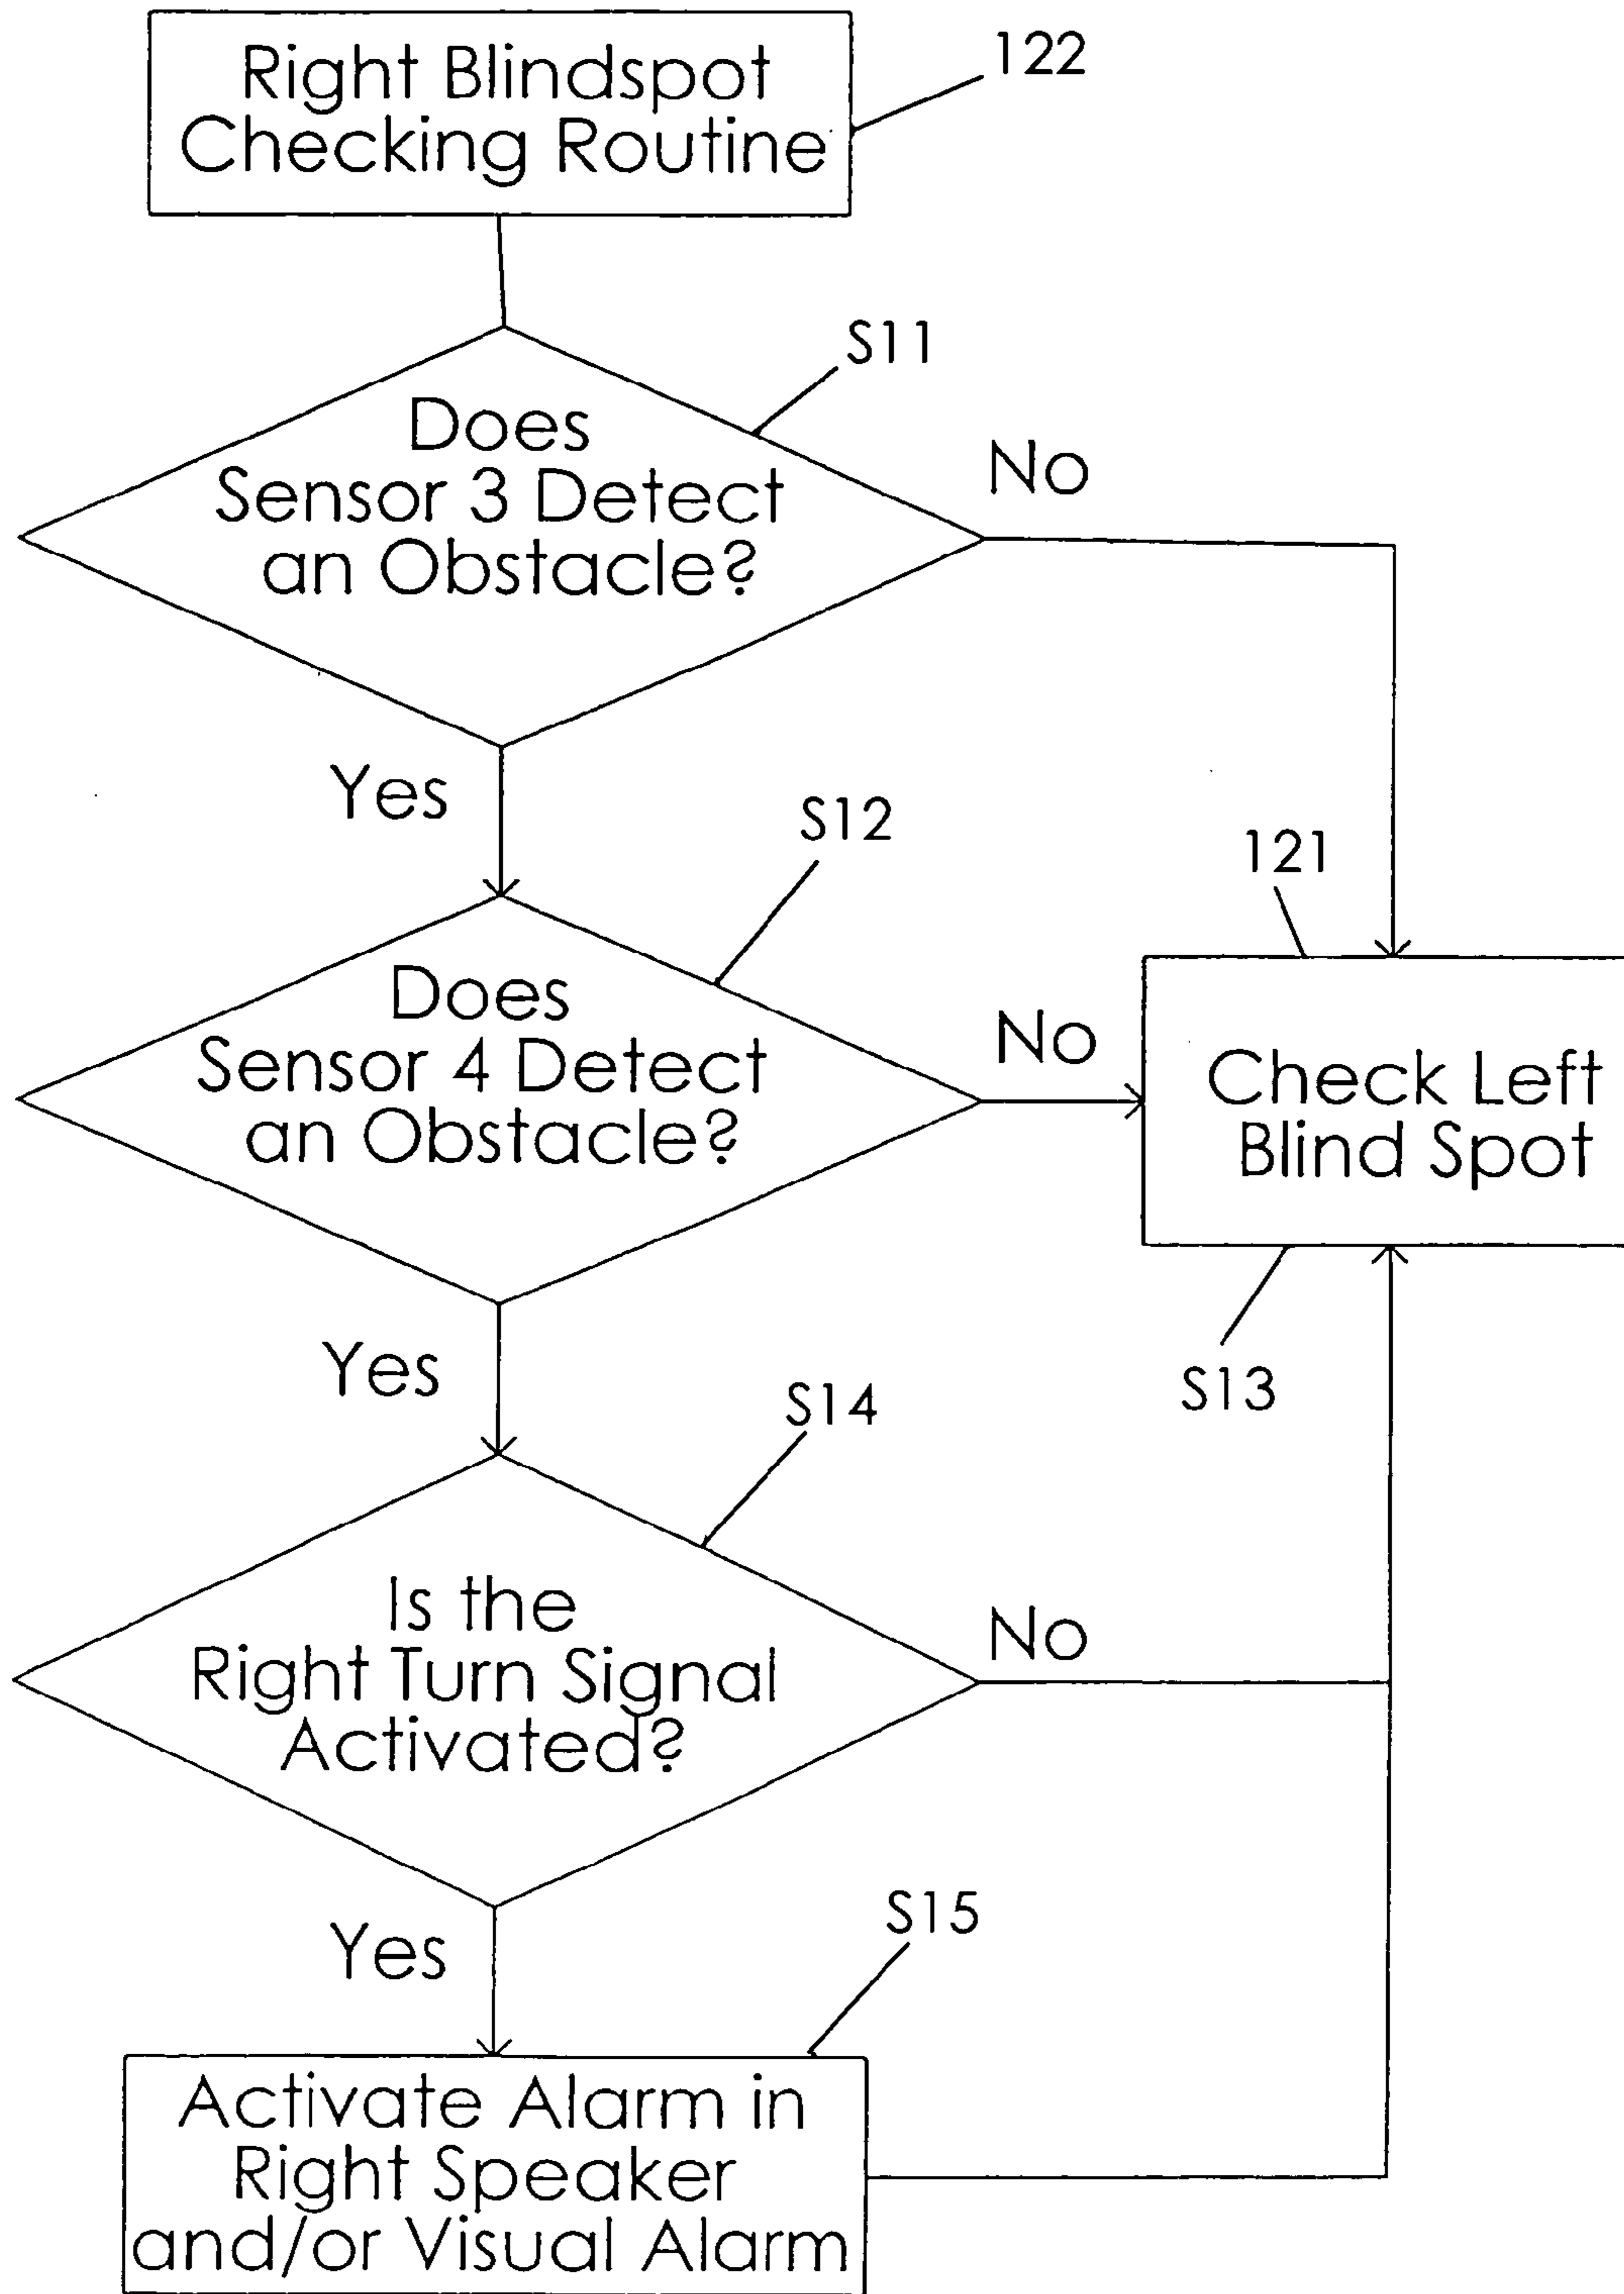 Right Blindspot
Checking Routine
122
S11
Does
Sensor 3 Detect
an Obstacle?
No
Yes
S12
121
Does
Sensor 4 Detect
an Obstacle?
No
Check Left
Blind Spot
Yes
S13
S14
Is the
Right Turn Signal
Activated?
No
Yes
S15
Activate Alarm in
Right Speaker
and/or Visual Alarm